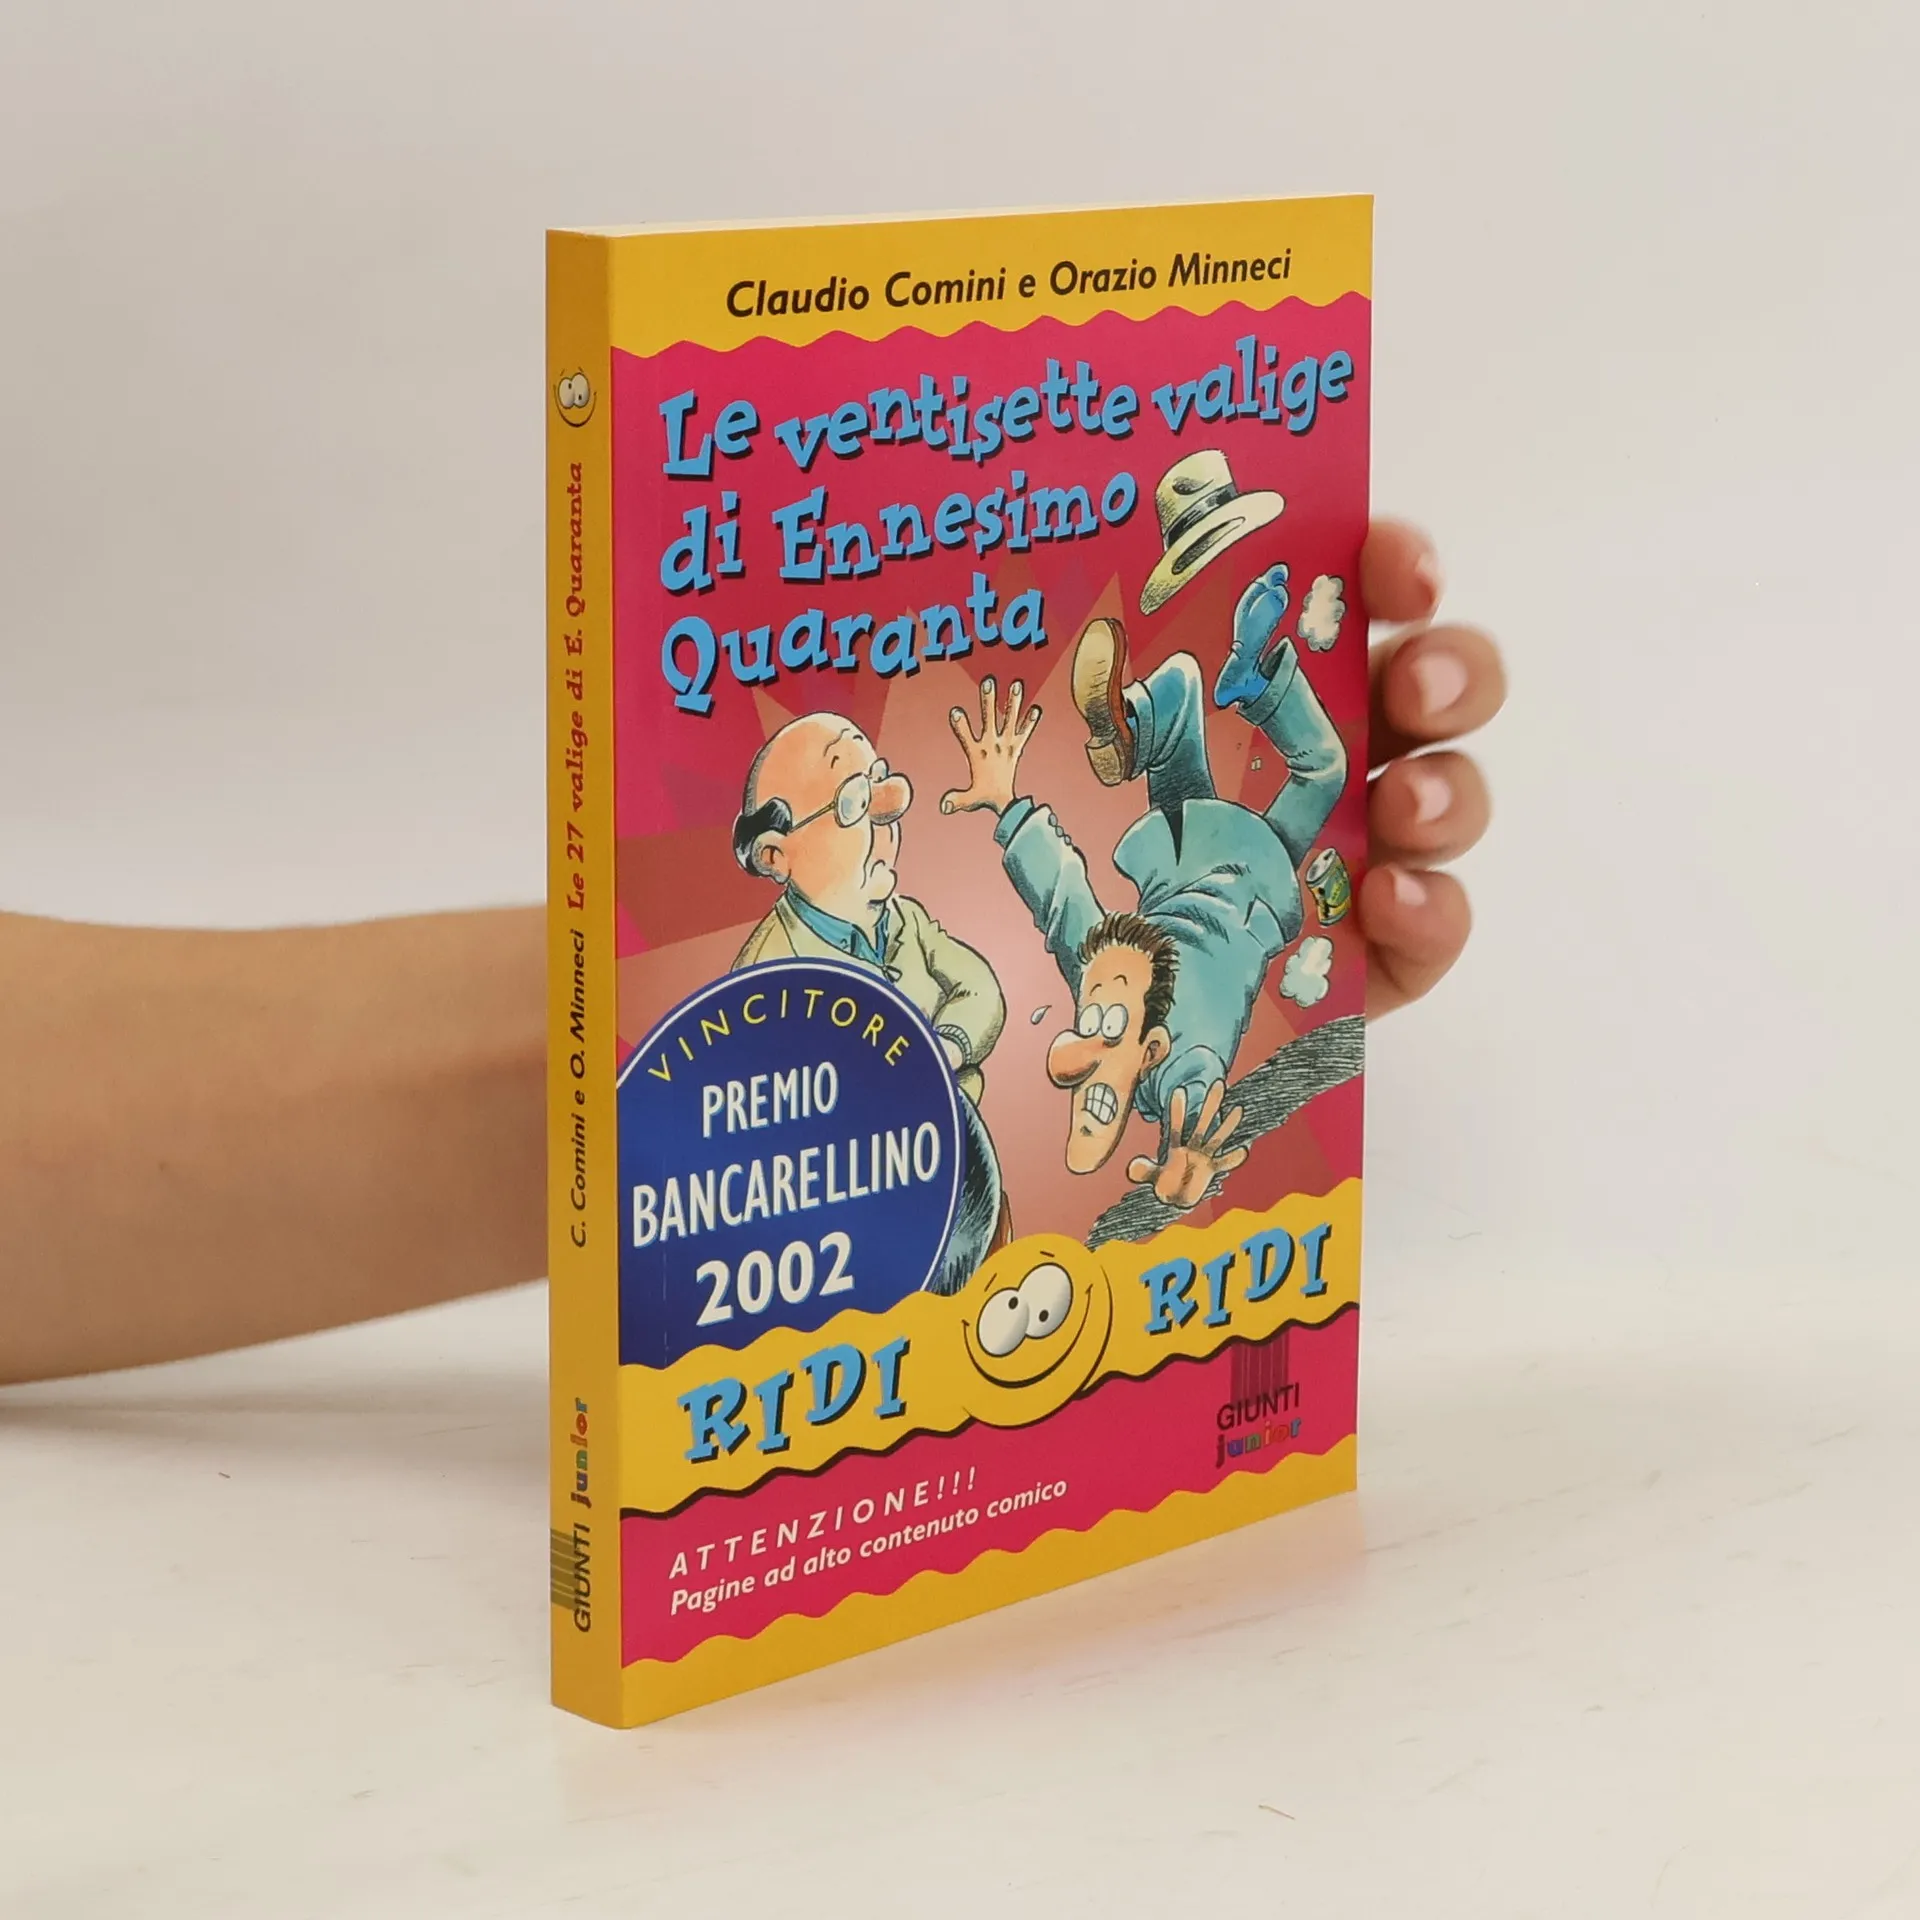 Claudio Comini e Orazio Minneci
Le ventisette valige
di Ennesimo
Quaranta
VINCITORE
PREMIO
BANCARELLINO
2002
RIDI RIDI
GIUNTI
junior
ATTENZIONE!!!
Pagine ad alto contenuto comico
C. Comini e O. Minneci Le 27 valige di E. Quaranta
GIUNTI junior